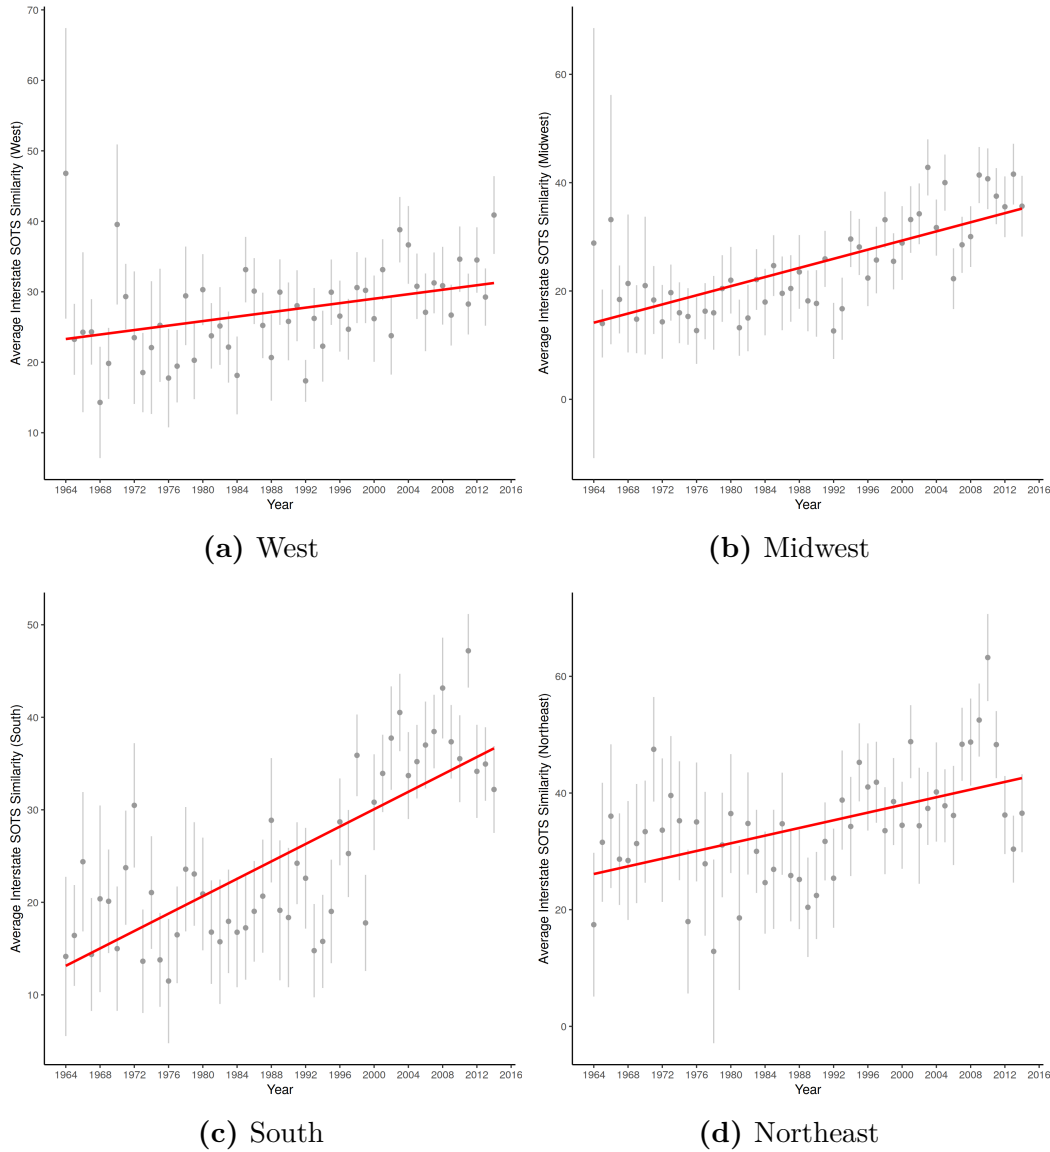 70
60
50
40
30
20
10
Average Interstate SOTS Similarity (West)
1964 1968 1972 1976 1980 1984 1988 1992 1996 2000 2004 2008 2012 2016
Year
(a) West
60
40
20
0
Average Interstate SOTS Similarity (Midwest)
1964 1968 1972 1976 1980 1984 1988 1992 1996 2000 2004 2008 2012 2016
Year
(b) Midwest
50
40
30
20
10
Average Interstate SOTS Similarity (South)
1964 1968 1972 1976 1980 1984 1988 1992 1996 2000 2004 2008 2012 2016
Year
(c) South
60
40
20
0
Average Interstate SOTS Similarity (Northeast)
1964 1968 1972 1976 1980 1984 1988 1992 1996 2000 2004 2008 2012 2016
Year
(d) Northeast